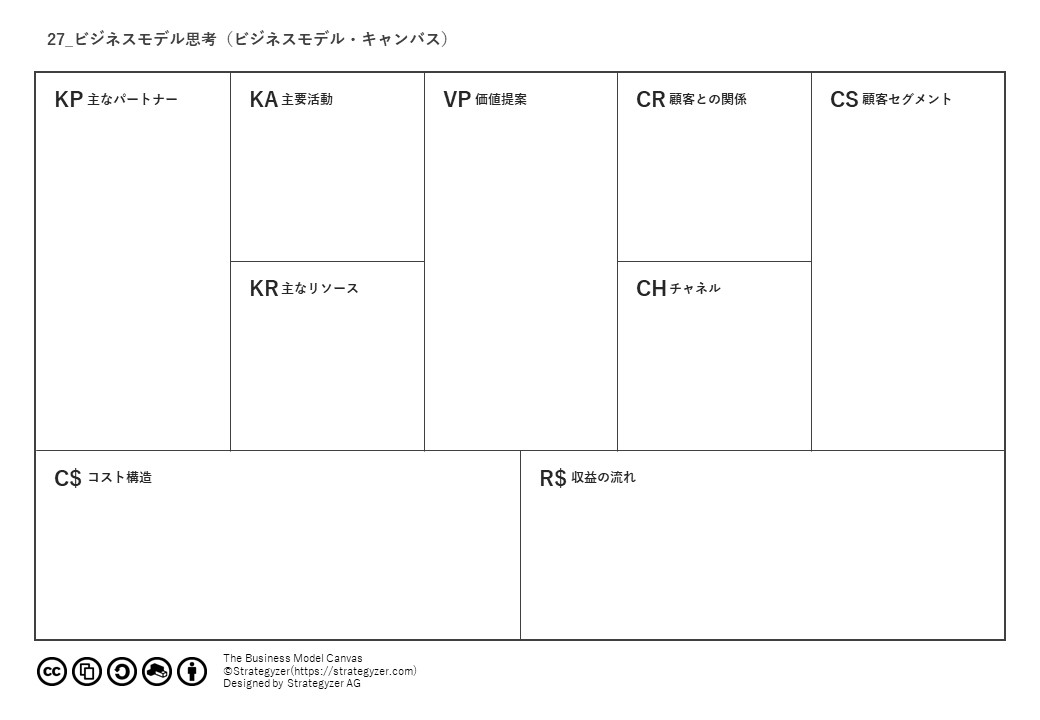 27_ビジネスモデル思考（ビジネスモデル・キャンバス）
KP 主なパートナー
KA 主要活動
VP 価値提案
CR 顧客との関係
CS 顧客セグメント
KR 主なリソース
CH チャネル
C$ コスト構造
R$ 収益の流れ
cc
The Business Model Canvas
©Strategyzer(https://strategyzer.com)
Designed by Strategyzer AG